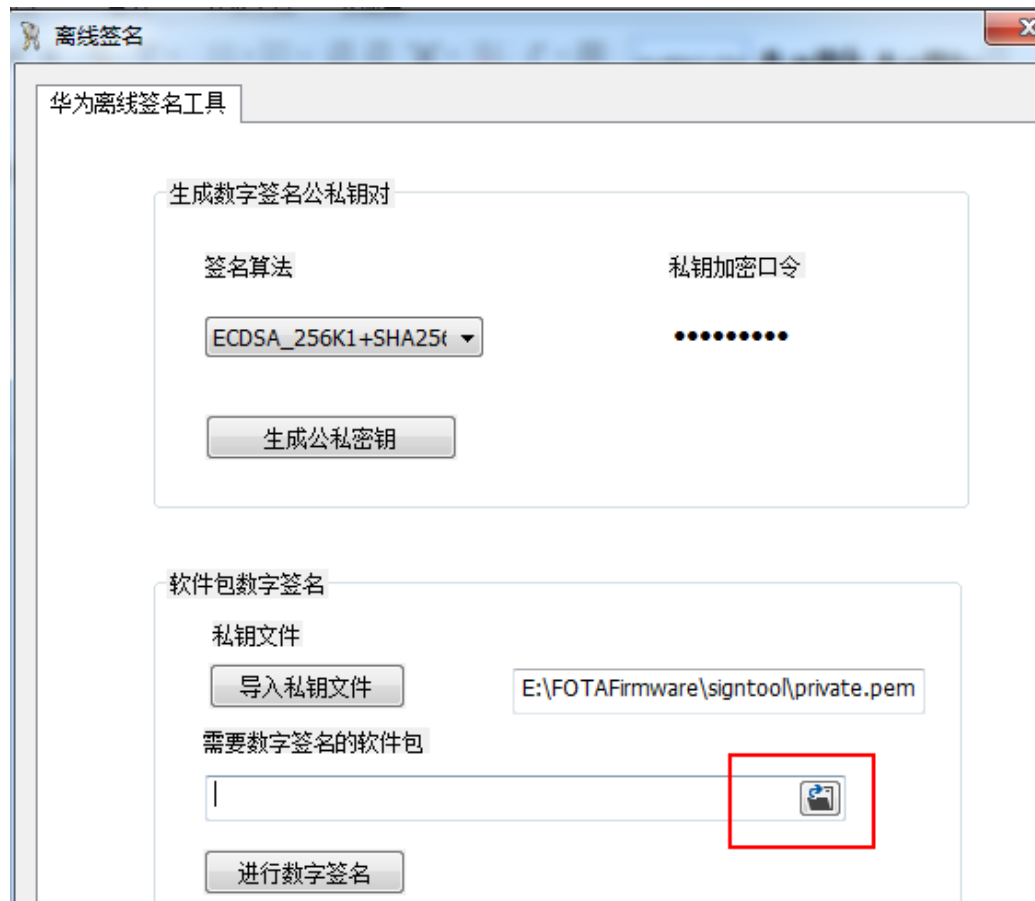 离线签名
华为离线签名工具
生成数字签名公私钥对
签名算法
私钥加密口令
ECDSA_256K1+SHA256
•••••••••
生成公私密钥
软件包数字签名
私钥文件
导入私钥文件
E:\FOTAFirmware\signtool\private.pem
需要数字签名的软件包
进行数字签名